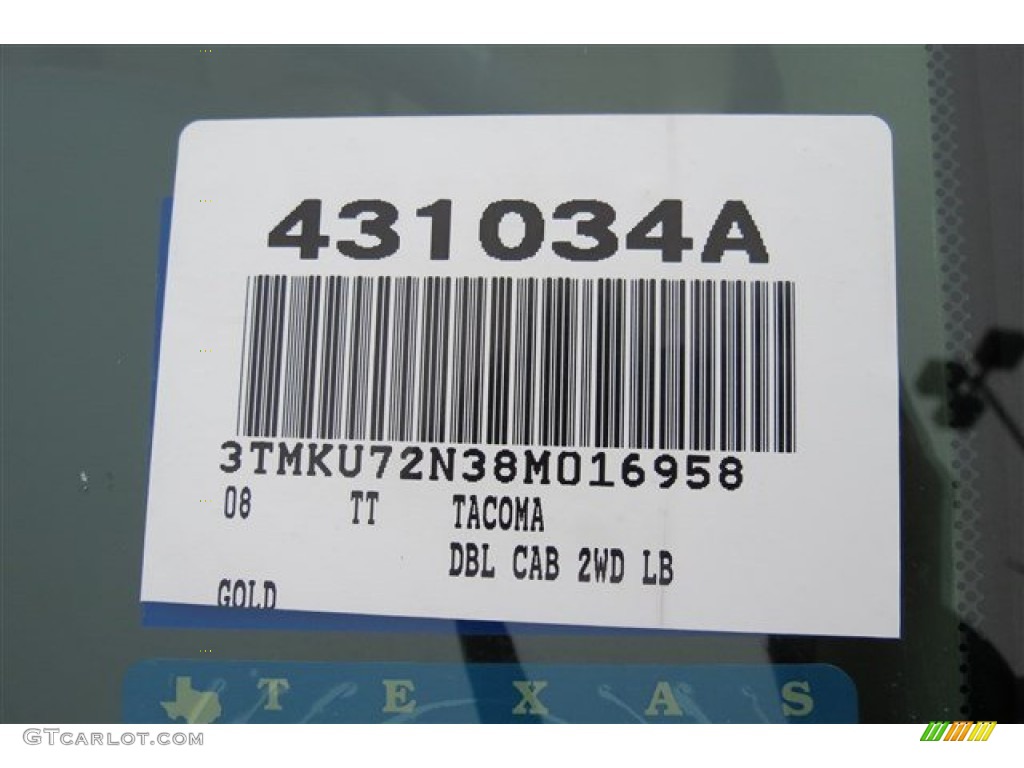 431034A
3TMKU72N38M016958
08 TT TACOMA
DBL CAB 2WD LB
GOLD
TEXAS
GTCARLOT.COM